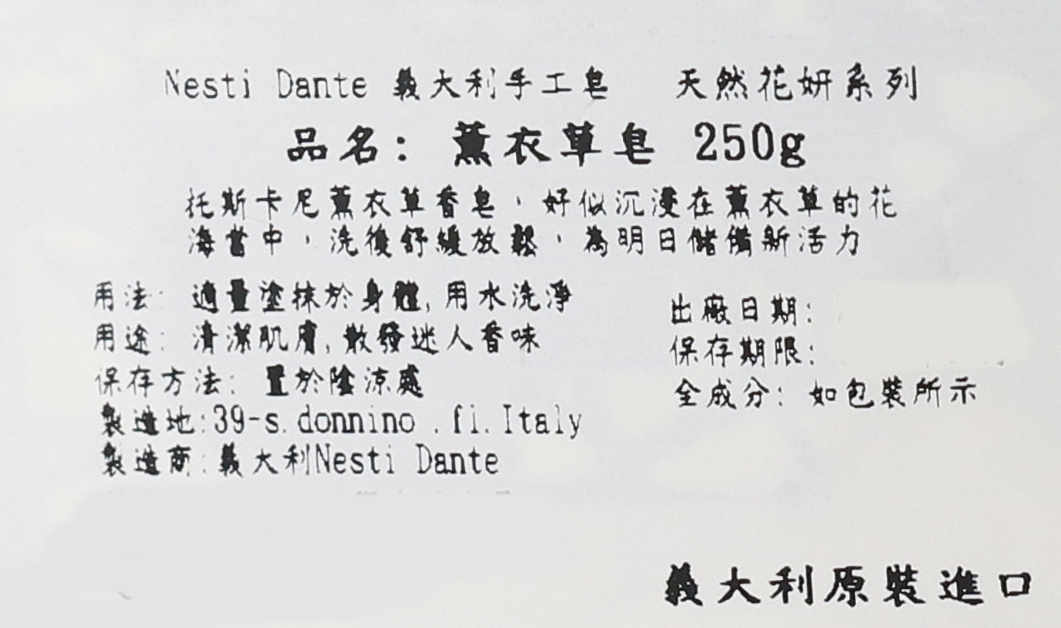 Nesti Dante 義大利手工皂 天然花妍系列
品名: 薰衣草皂 250g
托斯卡尼薰衣草香皂,好似沉浸在薰衣草的花
海當中,洗後舒緩放鬆,為明日儲備新活力
用法: 適量塗抹於身體,用水洗淨
用途: 清潔肌膚,散發迷人香味
保存方法: 置於陰涼處
製造地:39-s.donnino .fi.Italy
製造商:義大利Nesti Dante
出廠日期:
保存期限:
全成分: 如包裝所示
義大利原裝進口